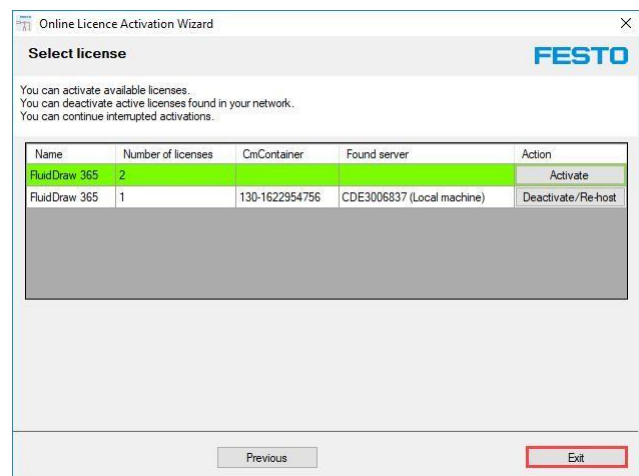 Online Licence Activation Wizard
Select license
FESTO
You can activate available licenses.
You can deactivate active licenses found in your network.
You can continue interrupted activations.
Name Number of licenses CmContainer Found server Action
FluidDraw 365 2 Activate
FluidDraw 365 1 130-1622954756 CDE3006837 (Local machine) Deactivate/Re-host
Previous Exit